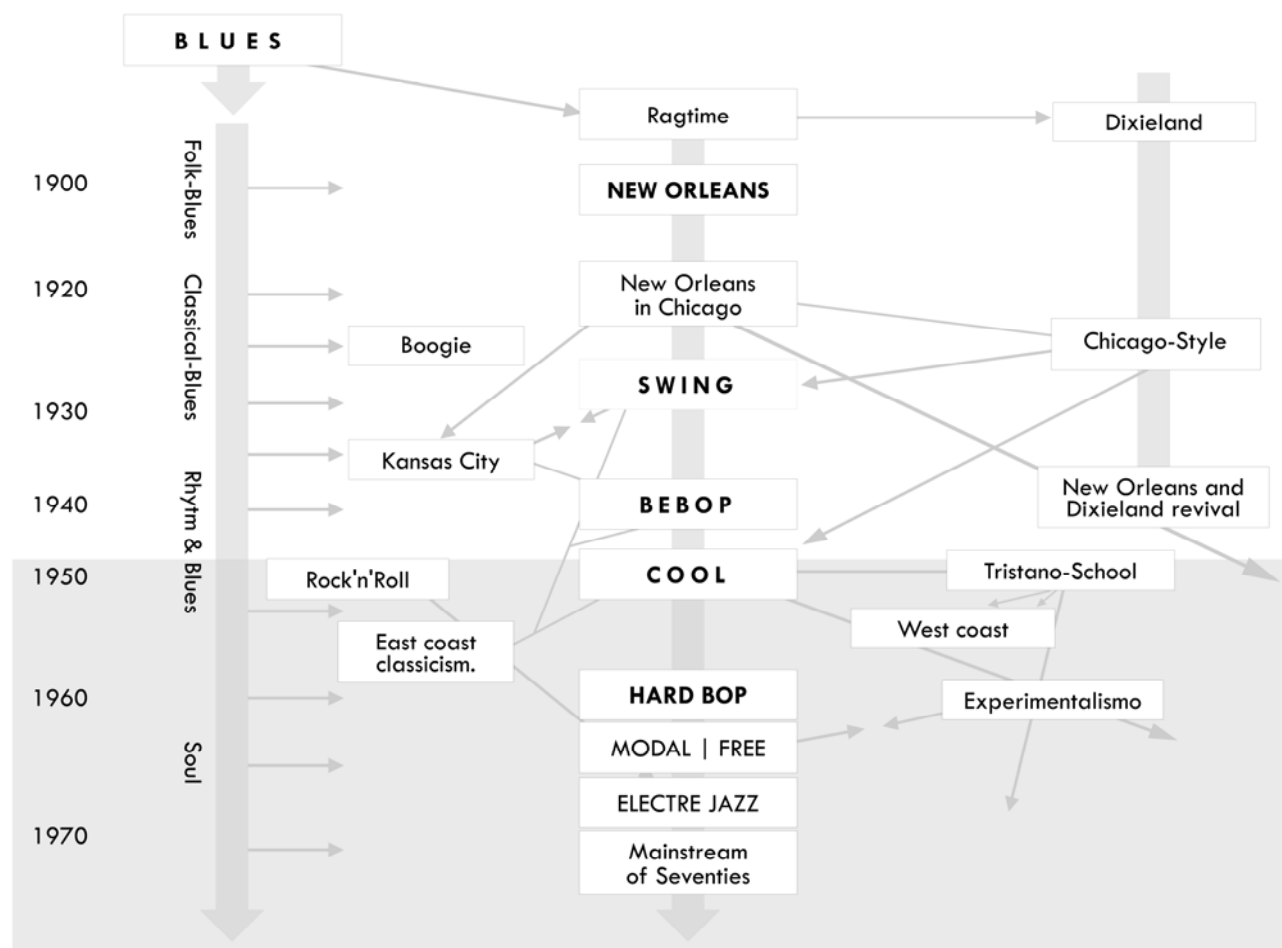 BLUES
Ragtime
Dixieland
1900
Folk-Blues
NEW ORLEANS
1920
Classical-Blues
New Orleans
in Chicago
Boogie
Chicago-Style
SWING
1930
Kansas City
Rhytm & Blues
1940
BEBOP
New Orleans and
Dixieland revival
1950
Rock'n'Roll
COOL
Tristano-School
East coast
classicism.
West coast
1960
HARD BOP
Experimentalismo
Soul
MODAL | FREE
ELECTRE JAZZ
1970
Mainstream
of Seventies